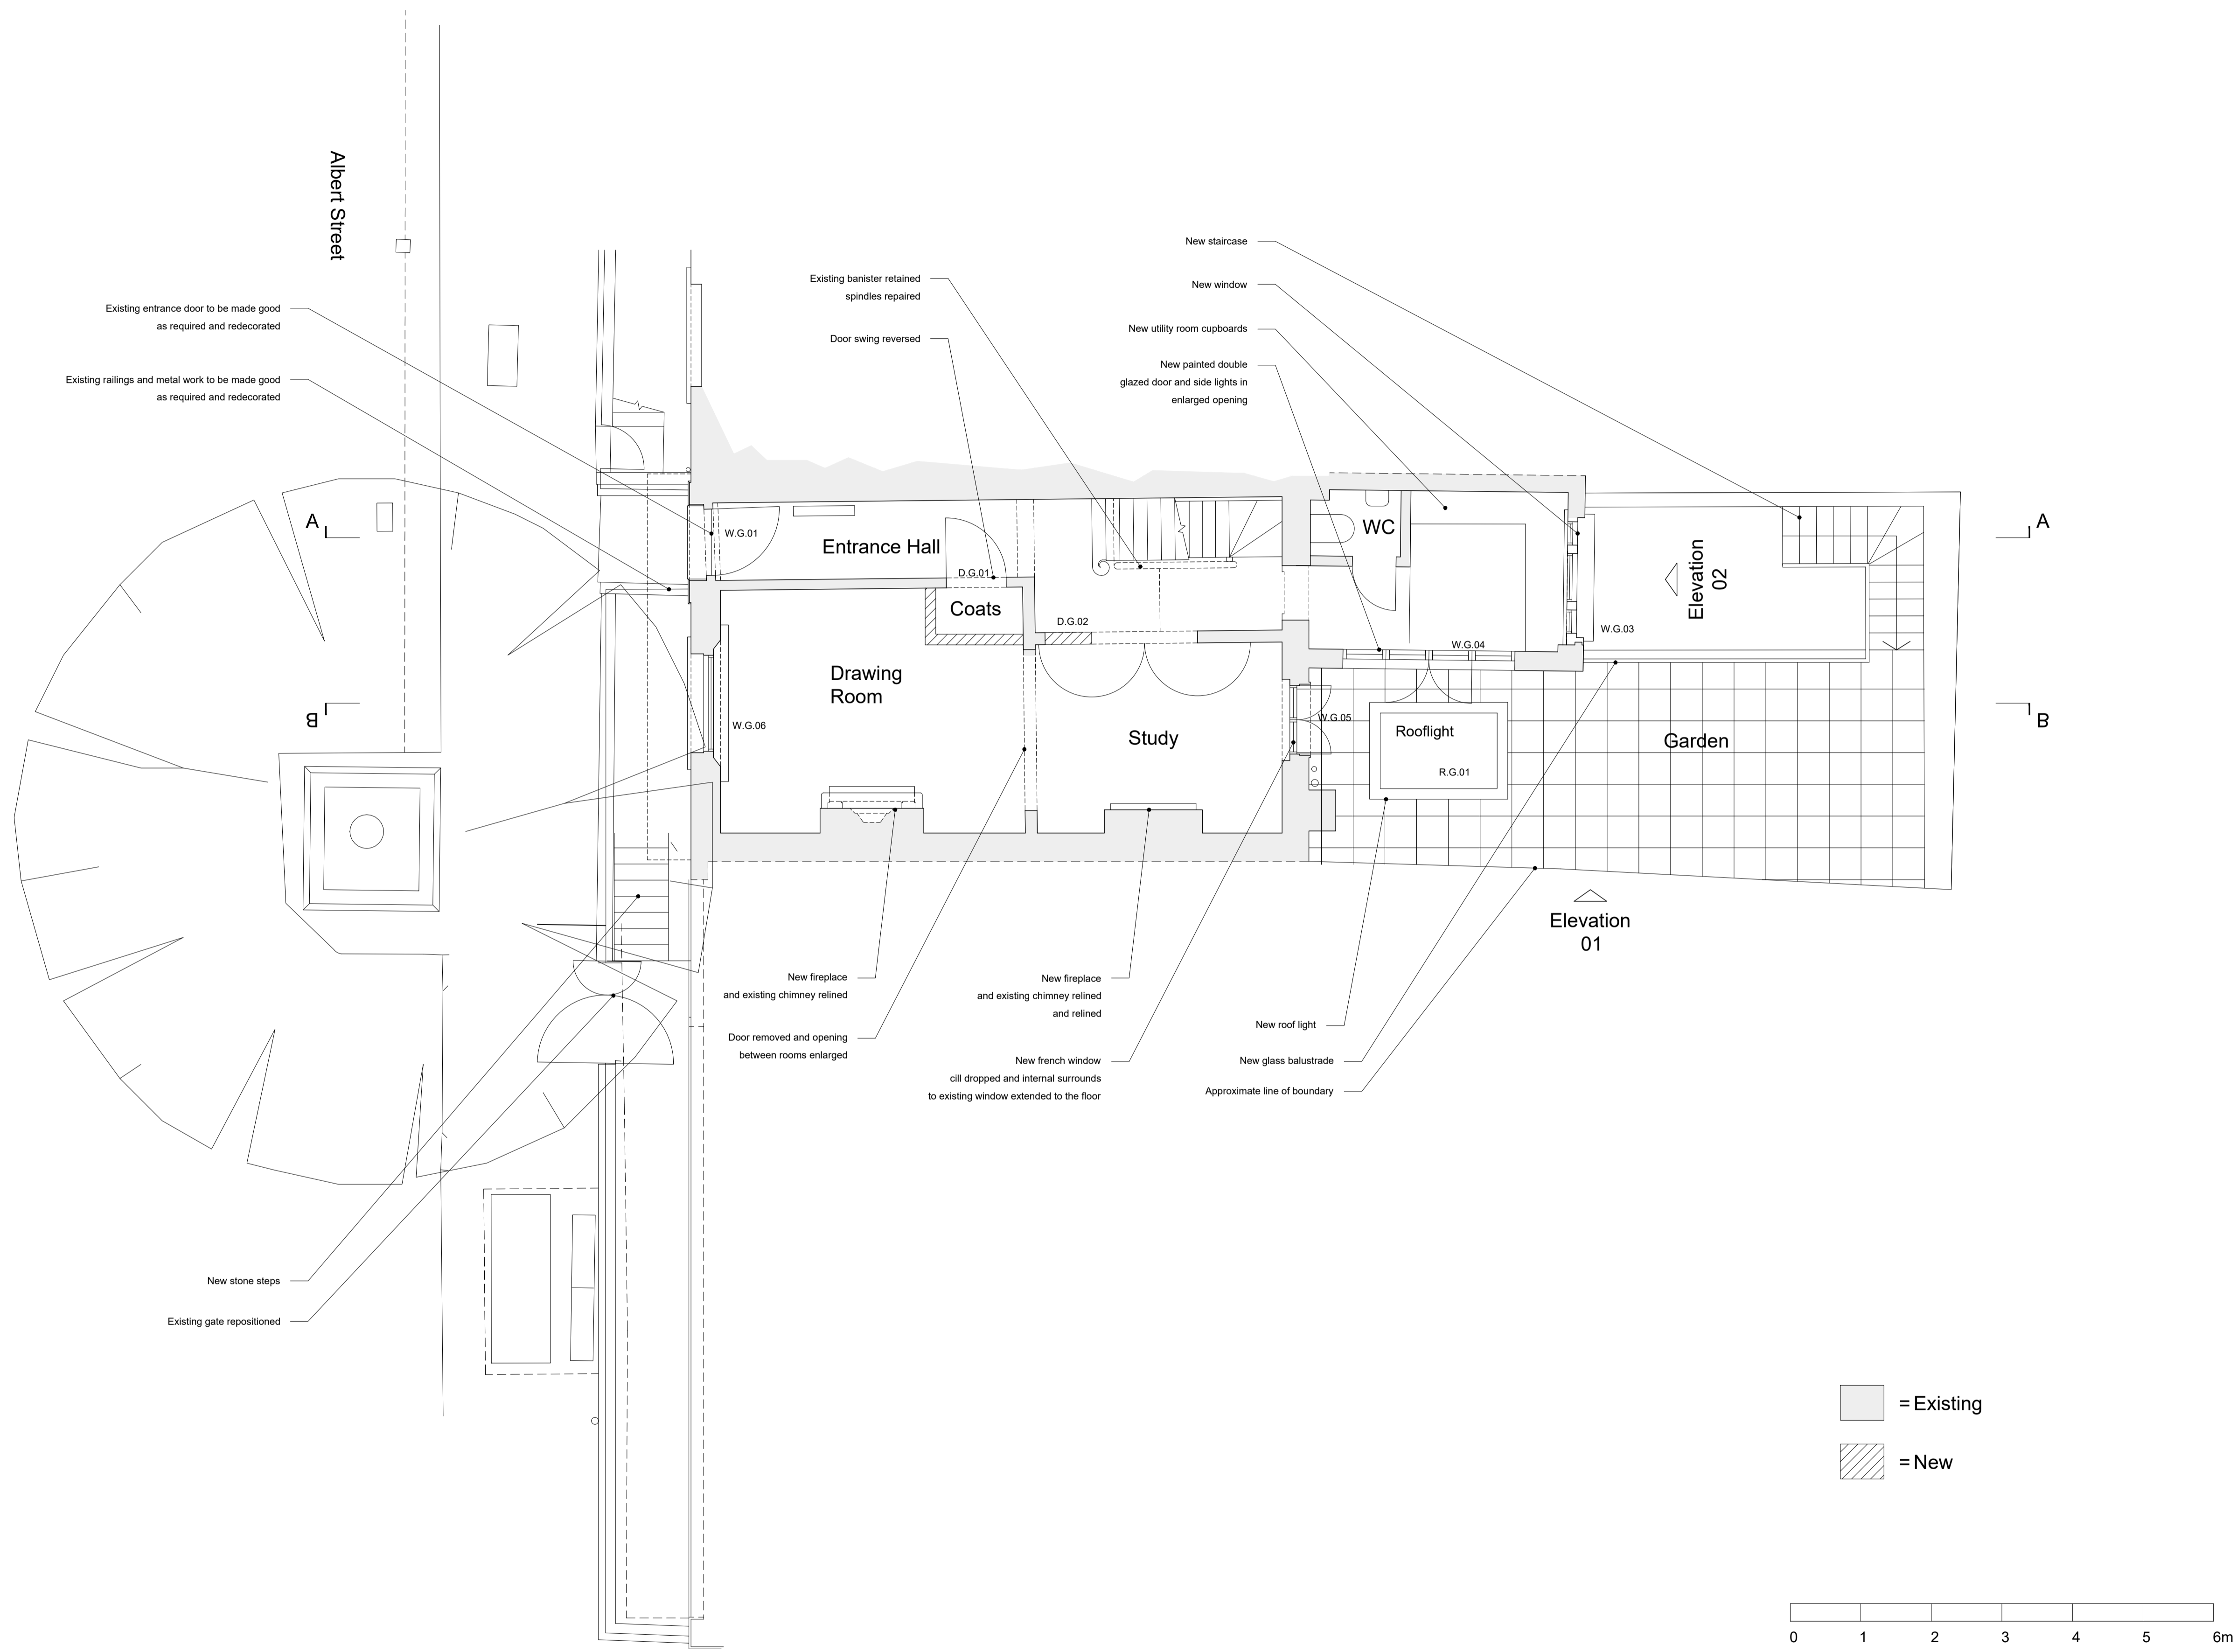 Albert Street
New staircase
Existing banister retained
spindles repaired
New window
Existing entrance door to be made good
as required and redecorated
New utility room cupboards
Door swing reversed
New painted double
glazed door and side lights in
enlarged opening
Existing railings and metal work to be made good
as required and redecorated
A
A
W.G.01
Entrance Hall
WC
D.G.01
Coats
D.G.02
Elevation
02
W.G.03
W.G.04
Drawing
Room
B
B
W.G.06
W.G.05
Study
Rooflight
R.G.01
Garden
Elevation
01
New fireplace
and existing chimney relined
New fireplace
and existing chimney relined
and relined
Door removed and opening
between rooms enlarged
New french window
cill dropped and internal surrounds
to existing window extended to the floor
New roof light
New glass balustrade
Approximate line of boundary
New stone steps
Existing gate repositioned
= Existing
= New
0 1 2 3 4 5 6m